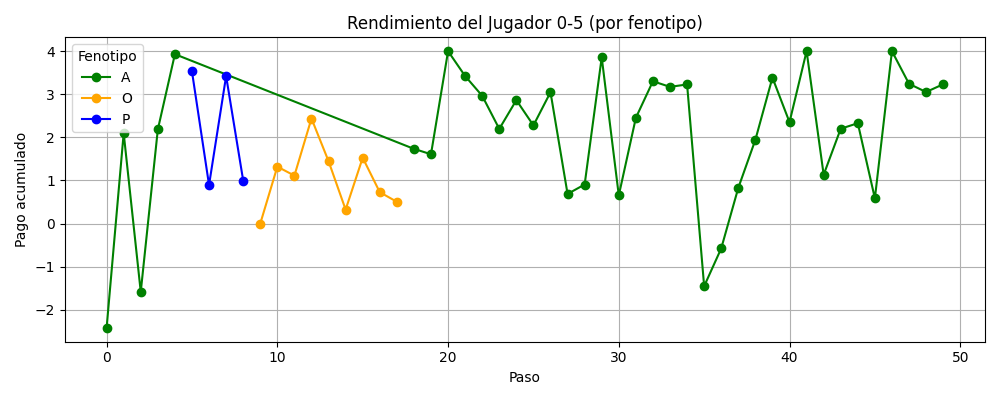 Rendimiento del Jugador 0-5 (por fenotipo)
Fenotipo
A
O
P
Pago acumulado
4
3
2
1
0
−1
−2
0 10 20 30 40 50
Paso